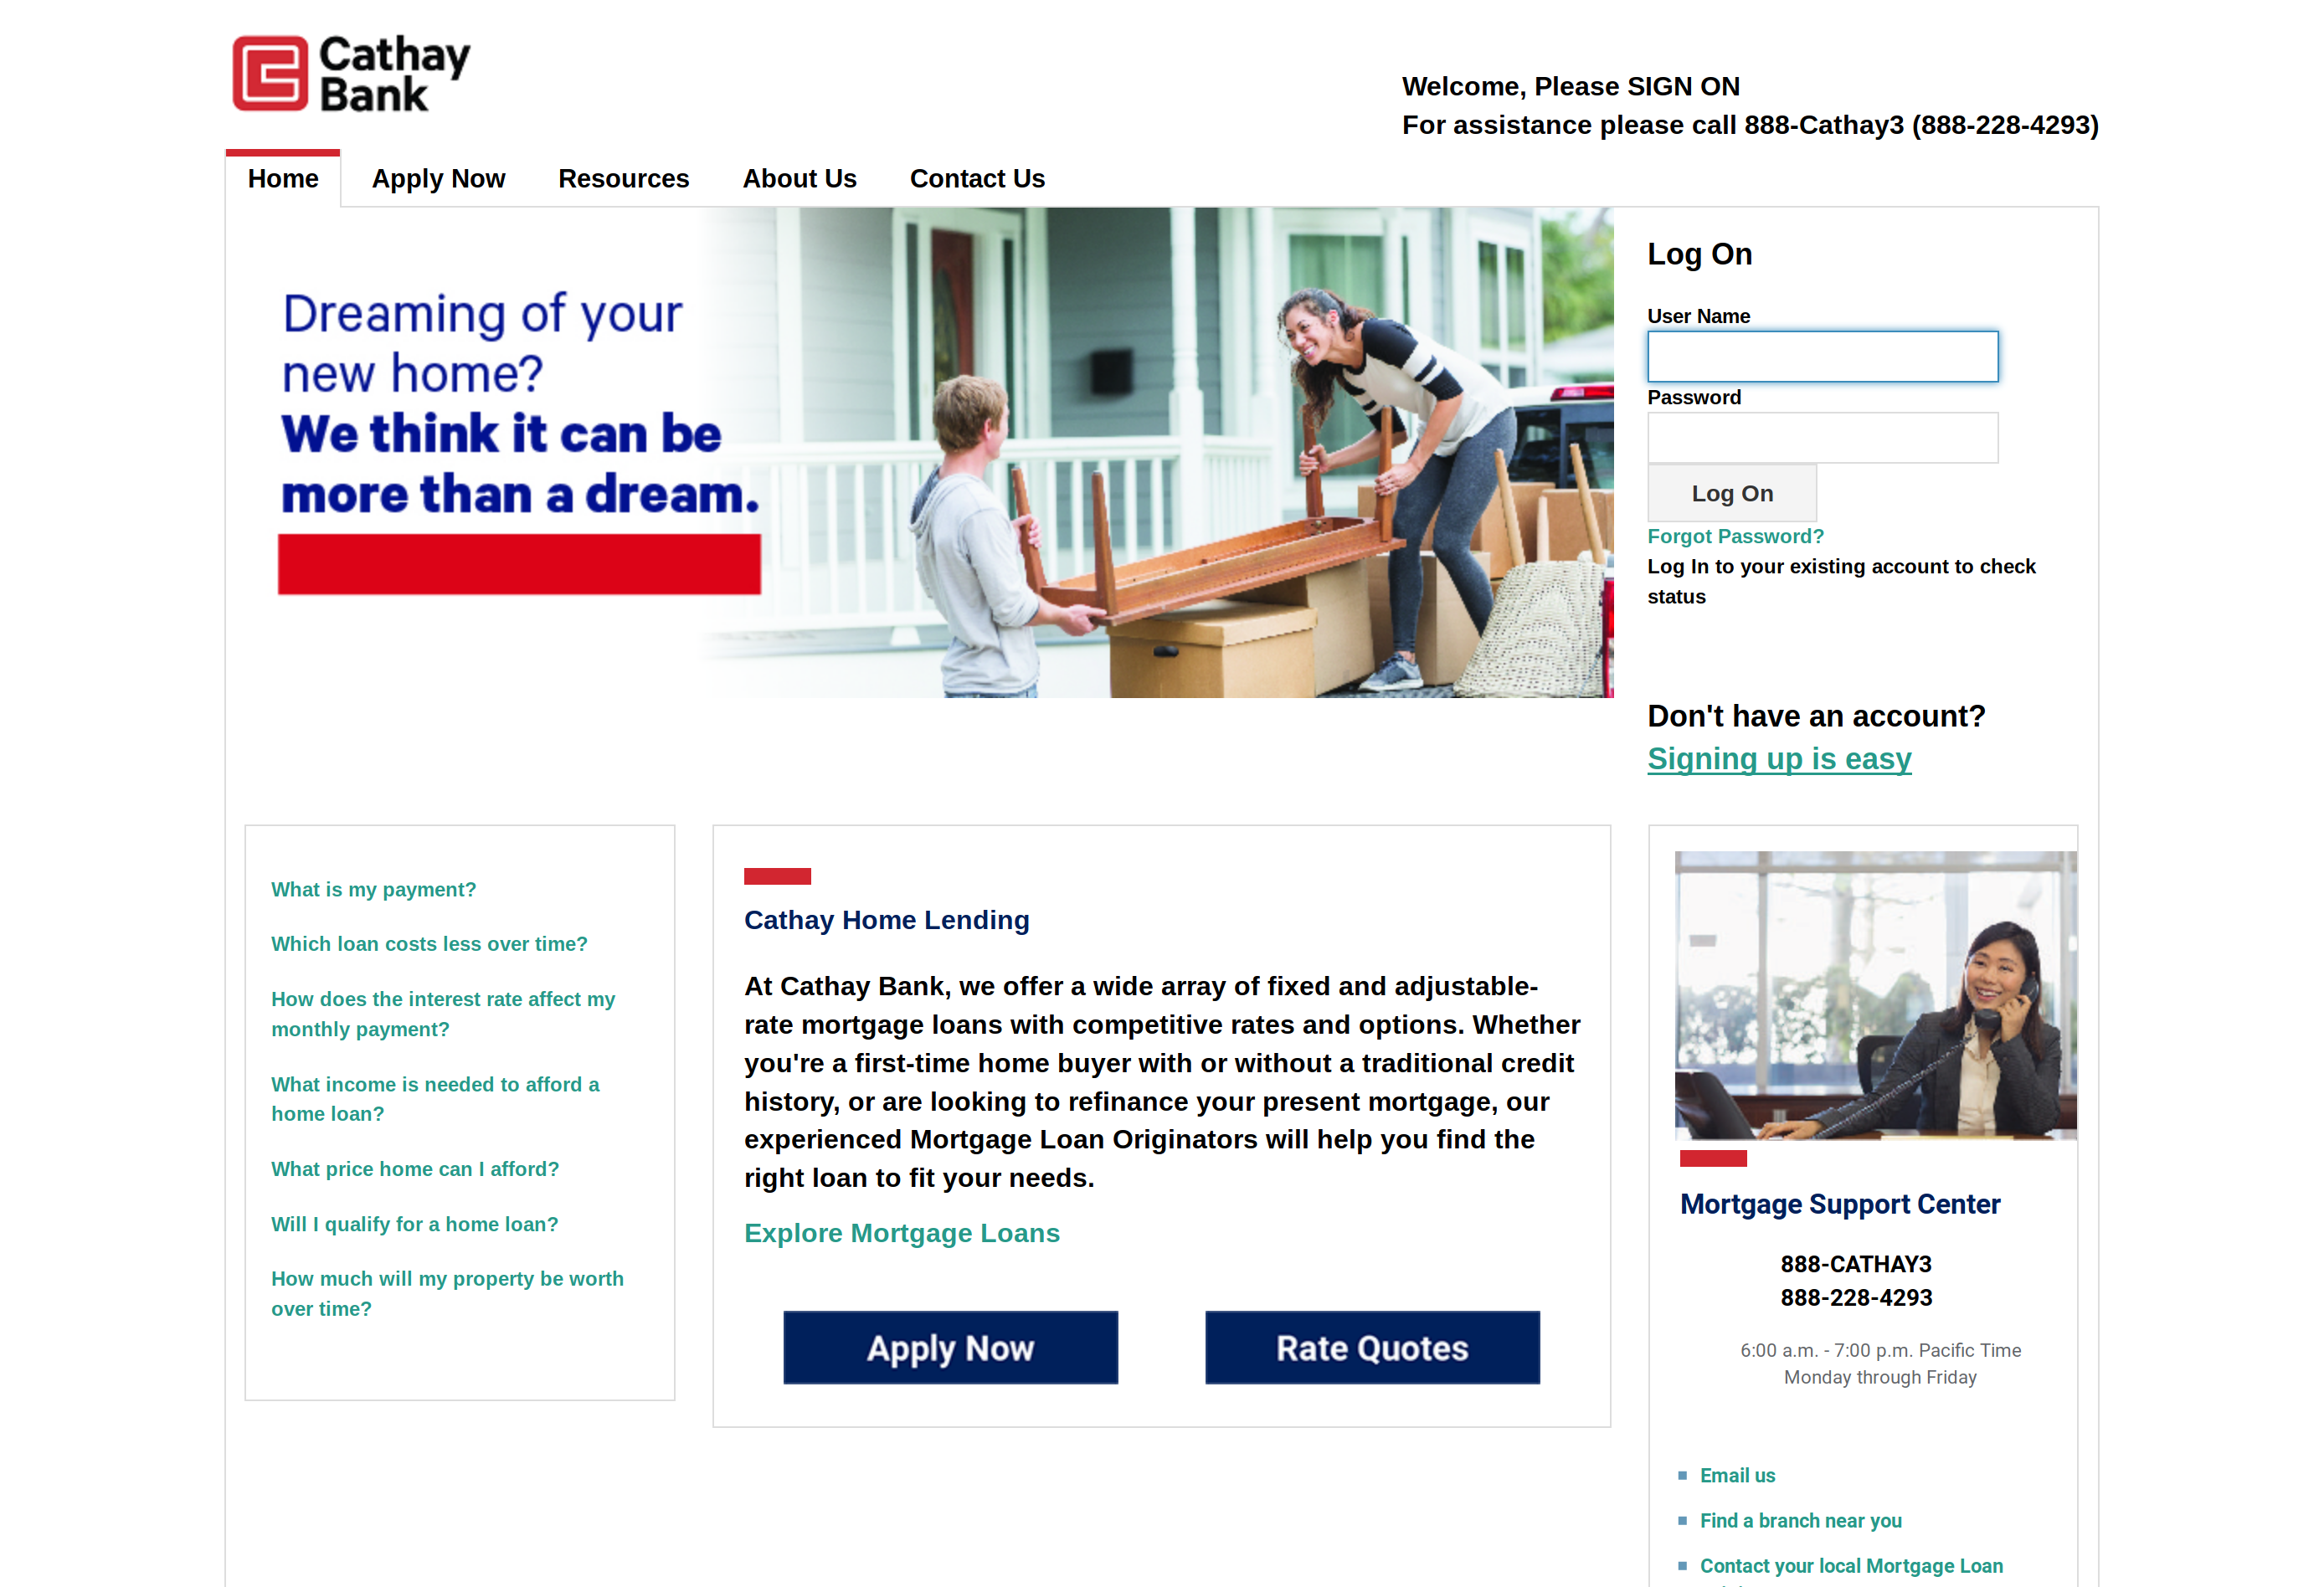 Cathay
Bank
Welcome, Please SIGN ON
For assistance please call 888-Cathay3 (888-228-4293)
Home
Apply Now
Resources
About Us
Contact Us
Dreaming of your
new home?
We think it can be
more than a dream.
Log On
User Name
Password
Log On
Forgot Password?
Log In to your existing account to check
status
Don't have an account?
Signing up is easy
What is my payment?
Which loan costs less over time?
How does the interest rate affect my
monthly payment?
What income is needed to afford a
home loan?
What price home can I afford?
Will I qualify for a home loan?
How much will my property be worth
over time?
Cathay Home Lending
At Cathay Bank, we offer a wide array of fixed and adjustable-
rate mortgage loans with competitive rates and options. Whether
you're a first-time home buyer with or without a traditional credit
history, or are looking to refinance your present mortgage, our
experienced Mortgage Loan Originators will help you find the
right loan to fit your needs.
Explore Mortgage Loans
Apply Now
Rate Quotes
Mortgage Support Center
888-CATHAY3
888-228-4293
6:00 a.m. - 7:00 p.m. Pacific Time
Monday through Friday
Email us
Find a branch near you
Contact your local Mortgage Loan